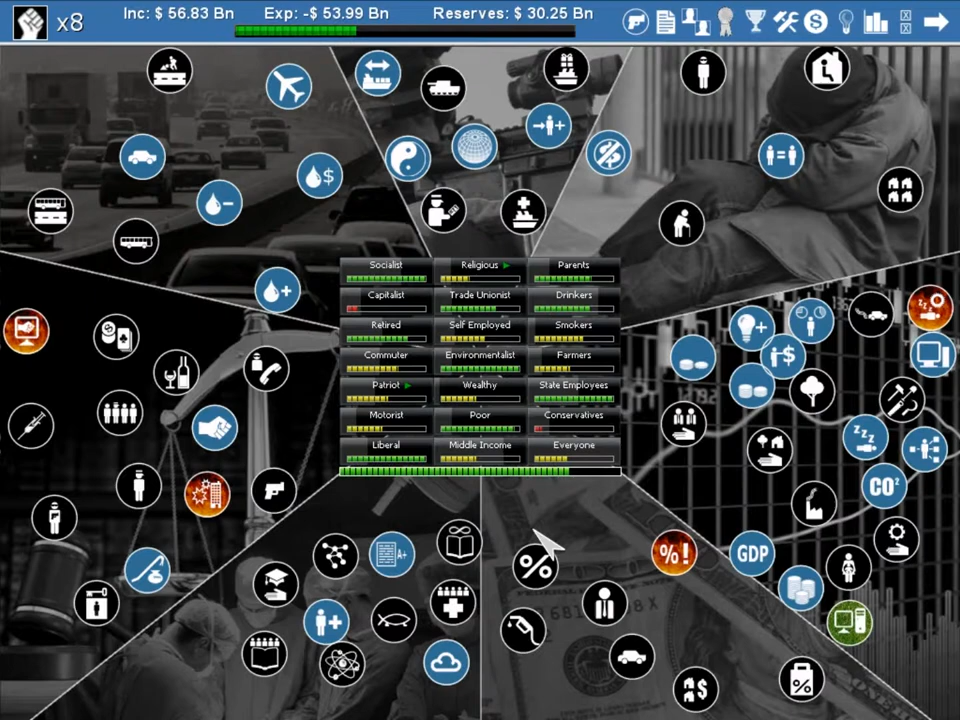 x8 Inc: $ 56.83 Bn Exp: -$ 53.99 Bn Reserves: $ 30.25 Bn
Socialist Religious Parents
Capitalist Trade Unionist Drinkers
Retired Self Employed Smokers
Commuter Environmentalist Farmers
Patriot Wealthy State Employees
Motorist Poor Conservatives
Liberal Middle Income Everyone
$
$
+
A+
%
%!
GDP
CO²
$
%